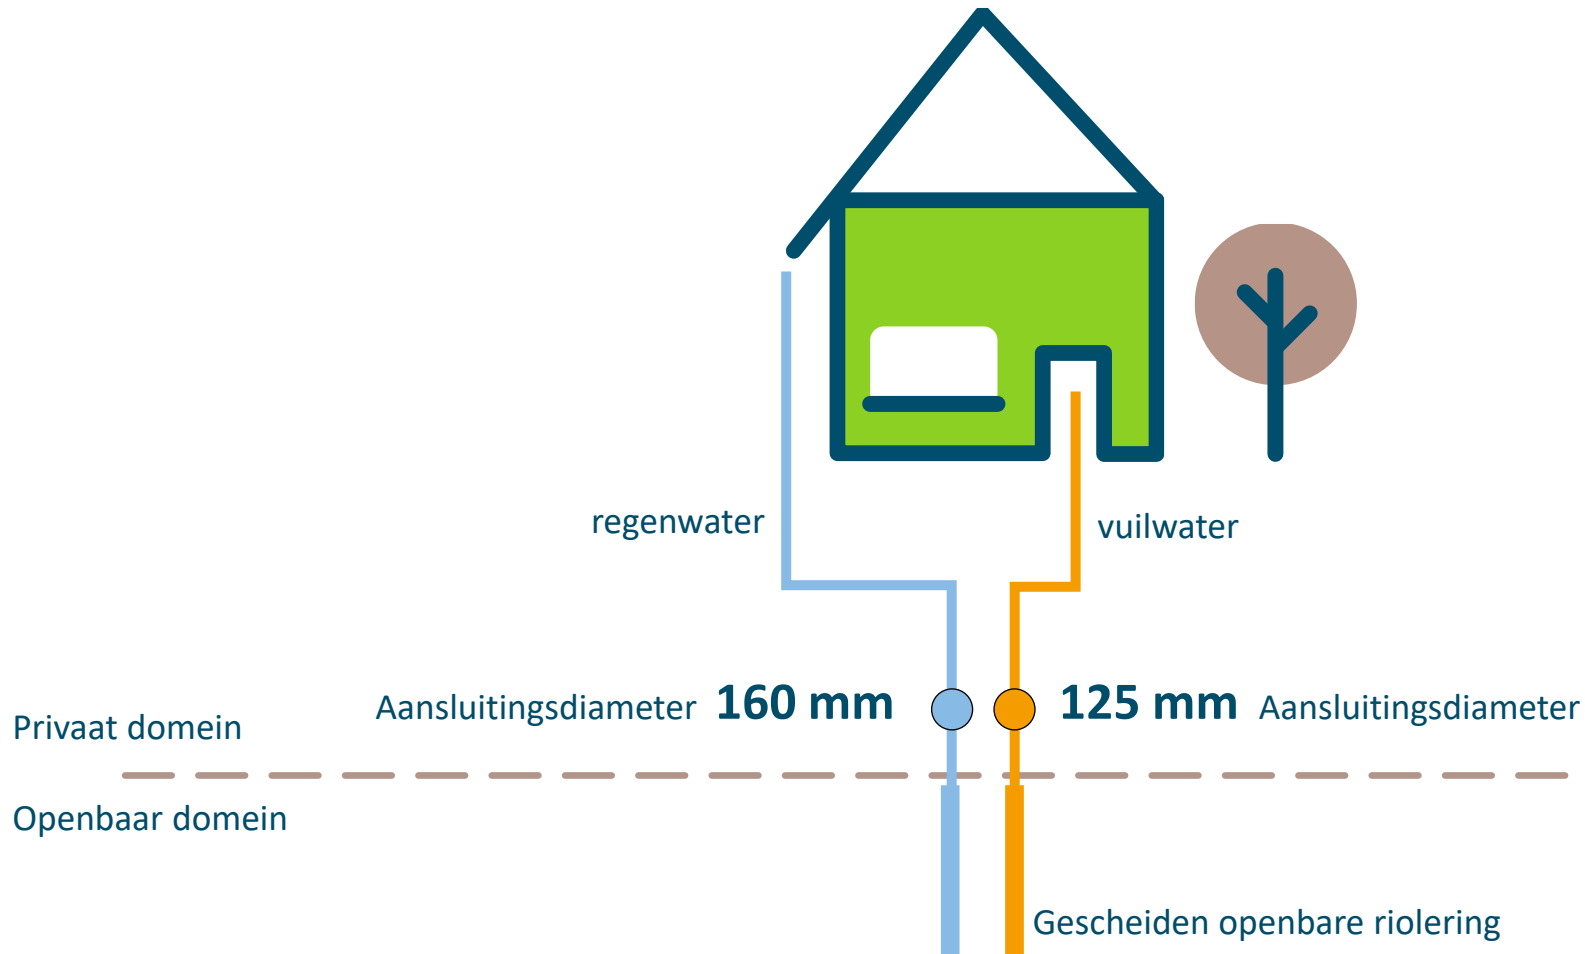 regenwater
vuilwater
Aansluitingsdiameter 160 mm
125 mm Aansluitingsdiameter
Privaat domein
Openbaar domein
Gescheiden openbare riolering